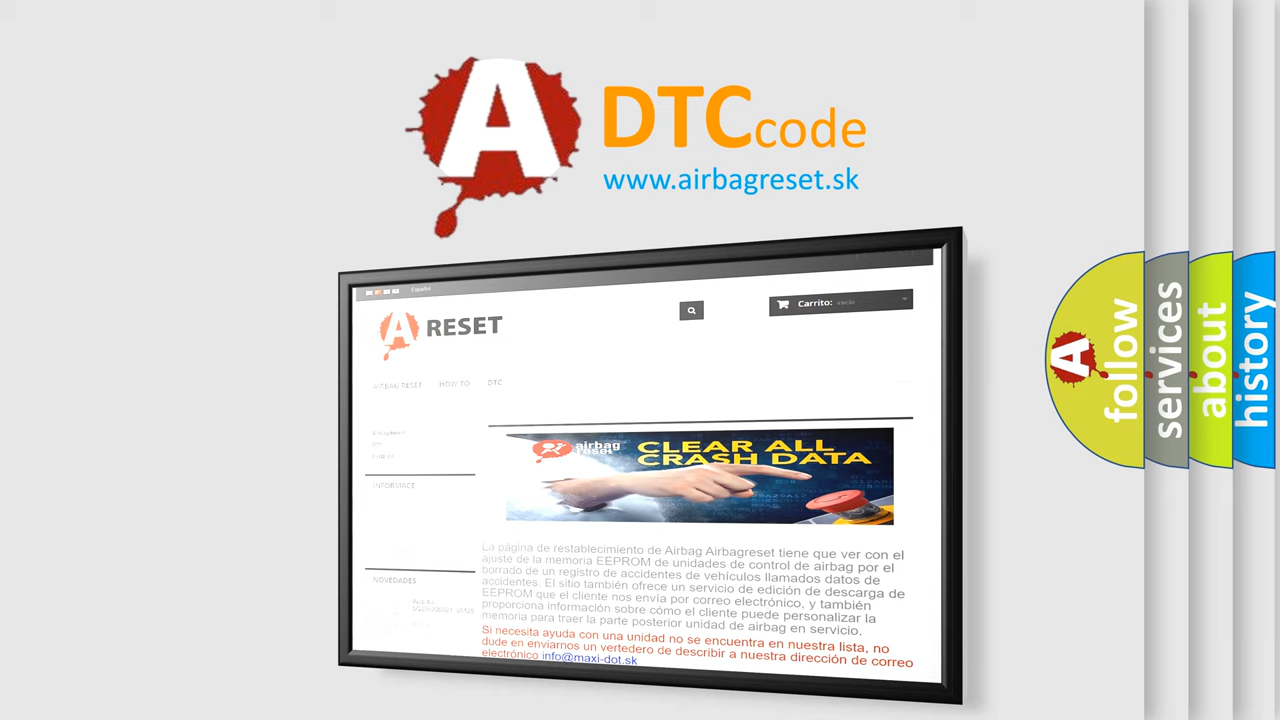 A
DTCcode
www.airbagreset.sk
Español
A RESET
Carrito: vacío
AIRBAG RESET HOW TO DTC
INFORMACE
NOVEDADES
airbag
reset
CLEAR ALL
CRASH DATA
La página de restablecimiento de Airbag Airbagreset tiene que ver con el
ajuste de la memoria EEPROM de unidades de control de airbag por el
borrado de un registro de accidentes de vehículos llamados datos de
accidentes. El sitio también ofrece un servicio de edición de descarga de
EEPROM que el cliente nos envía por correo electrónico, y también
proporciona información sobre cómo el cliente puede personalizar la
memoria para traer la parte posterior unidad de airbag en servicio.
Si necesita ayuda con una unidad no se encuentra en nuestra lista, no
dude en enviarnos un vertedero de describir a nuestra dirección de correo
electrónico info@maxi-dot.sk
A
follow
services
about
history